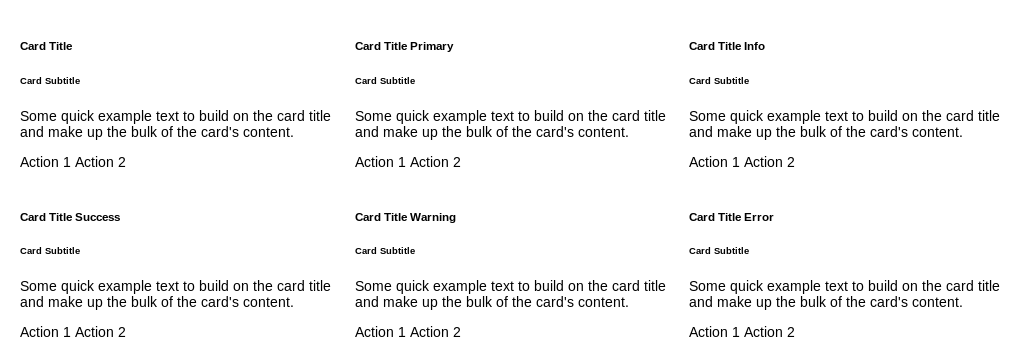 Card Title
Card Subtitle
Some quick example text to build on the card title
and make up the bulk of the card's content.
Action 1 Action 2
Card Title Primary
Card Subtitle
Some quick example text to build on the card title
and make up the bulk of the card's content.
Action 1 Action 2
Card Title Info
Card Subtitle
Some quick example text to build on the card title
and make up the bulk of the card's content.
Action 1 Action 2
Card Title Success
Card Subtitle
Some quick example text to build on the card title
and make up the bulk of the card's content.
Action 1 Action 2
Card Title Warning
Card Subtitle
Some quick example text to build on the card title
and make up the bulk of the card's content.
Action 1 Action 2
Card Title Error
Card Subtitle
Some quick example text to build on the card title
and make up the bulk of the card's content.
Action 1 Action 2